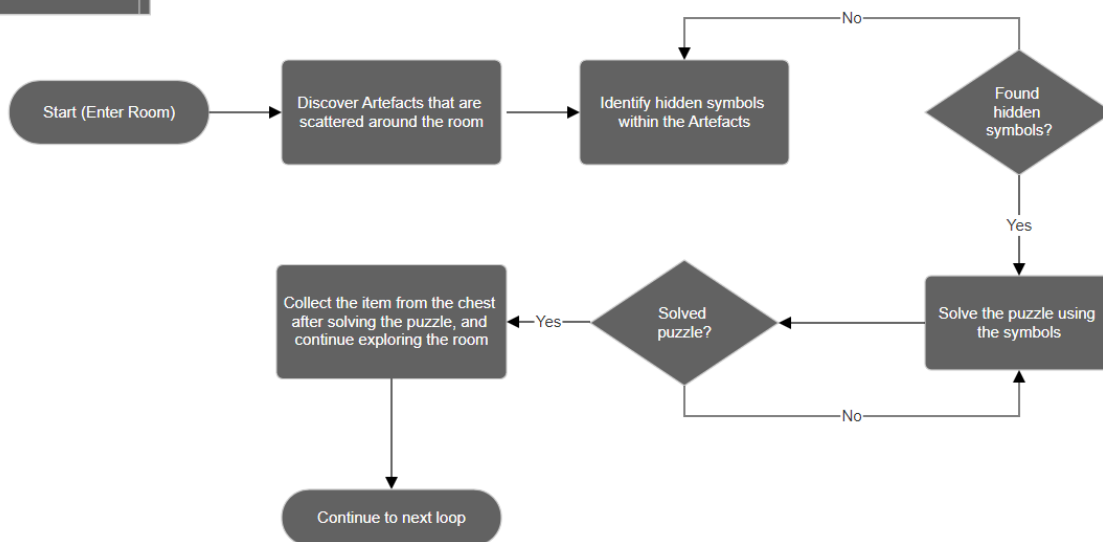 No
Start (Enter Room)
Discover Artefacts that are
scattered around the room
Identify hidden symbols
within the Artefacts
Found
hidden
symbols?
Yes
Solve the puzzle using
the symbols
Solved
puzzle?
No
Yes
Collect the item from the chest
after solving the puzzle, and
continue exploring the room
Continue to next loop